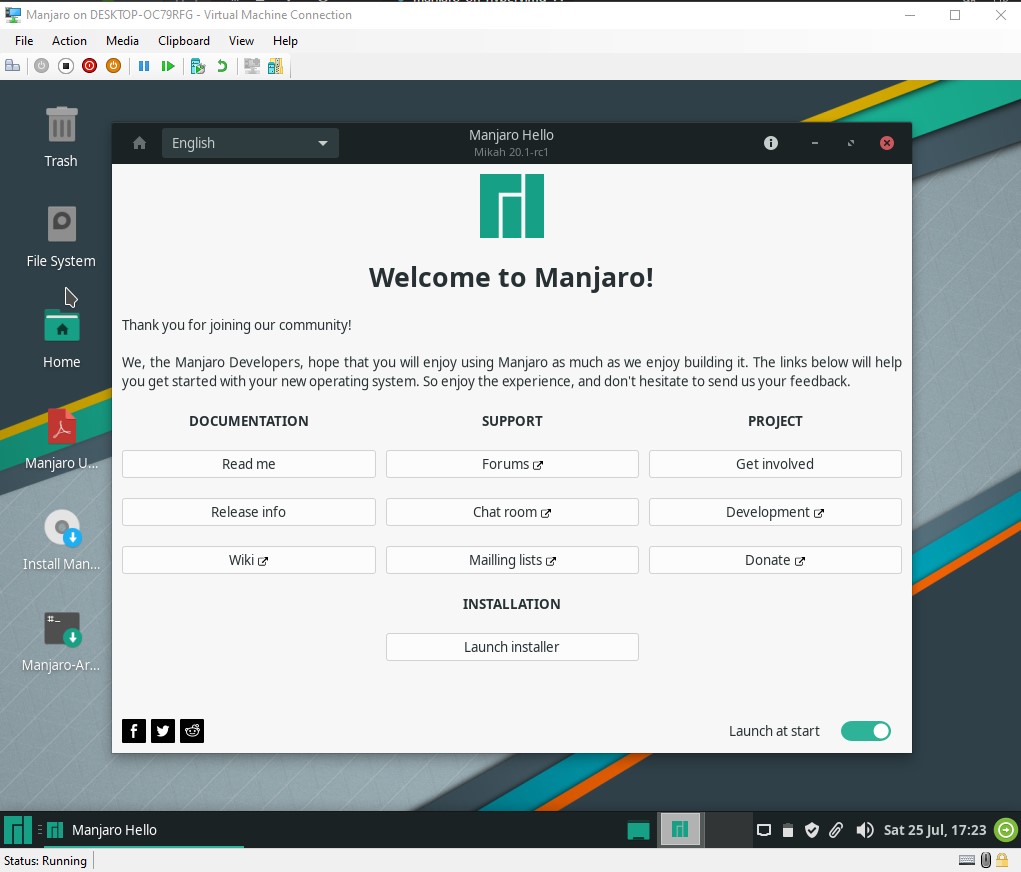 Manjaro on DESKTOP-OC79RFG - Virtual Machine Connection
File Action Media Clipboard View Help
Trash
File System
Home
Manjaro U...
Install Man...
Manjaro-Ar...
English
Manjaro Hello
Mikah 20.1-rc1
Welcome to Manjaro!
Thank you for joining our community!
We, the Manjaro Developers, hope that you will enjoy using Manjaro as much as we enjoy building it. The links below will help
you get started with your new operating system. So enjoy the experience, and don't hesitate to send us your feedback.
DOCUMENTATION SUPPORT PROJECT
Read me Forums Get involved
Release info Chat room Development
Wiki Mailling lists Donate
INSTALLATION
Launch installer
Launch at start
Manjaro Hello
Sat 25 Jul, 17:23
Status: Running